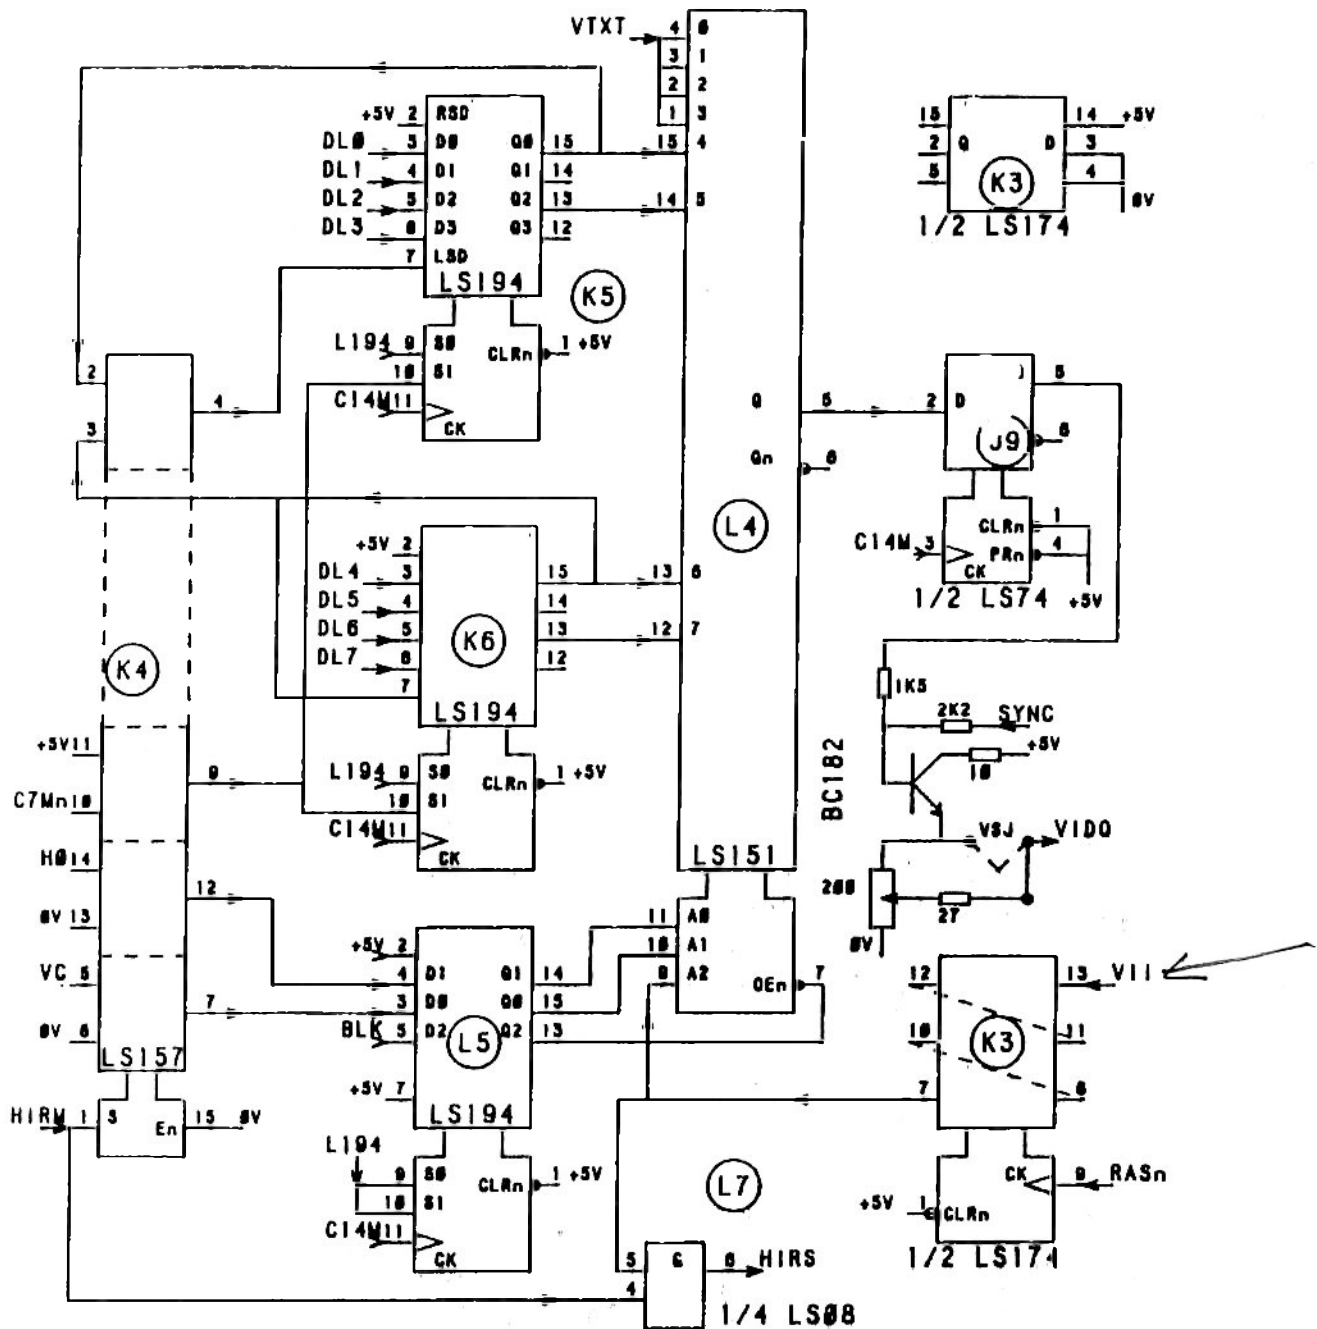 VTXT
4 0
3 1
2 2
1 3
15 4
14 5
+5V 2 RSD
DL0 3 D0 Q0 15
DL1 4 D1 Q1 14
DL2 5 D2 Q2 13
DL3 6 D3 Q3 12
7 LSD
LS194
K5
L194 9 S0 CLRn 1 +5V
10 S1
C14M 11
CK
15 14 +5V
2 Q D 3
5 K3 4
0V
1/2 LS174
2
4
3
Q 5
Qn 6
L4
2 D 5
J9 6
CLRn 1
C14M 3 PRn 4
CK
1/2 LS74 +5V
+5V 2
DL4 3 15 13 6
DL5 4 14
DL6 5 K6 13 12 7
DL7 6 12
7
LS194
K4
L194 9 S0 CLRn 1 +5V
10 S1
C14M 11
CK
+5V 11
9
C7Mn 10
H0 14
12
0V 13
VC 5
7
0V 6
LS157
HIRM 1 S En 15 0V
1K5
2K2 SYNC
+5V
10
BC182
VSJ VIDO
200
27
0V
LS151
11 A0
10 A1
9 A2 OEn 7
+5V 2
4 D1 Q1 14
3 D0 Q0 15
BLK 5 D2 Q2 13
L5
+5V 7
LS194
L194
9 S0 CLRn 1 +5V
10 S1
C14M 11
CK
12 13 V11
10 K3 11
7 6
CK 9 RASn
+5V 1 CLRn
1/2 LS174
L7
5 & 6 HIRS
4
1/4 LS08